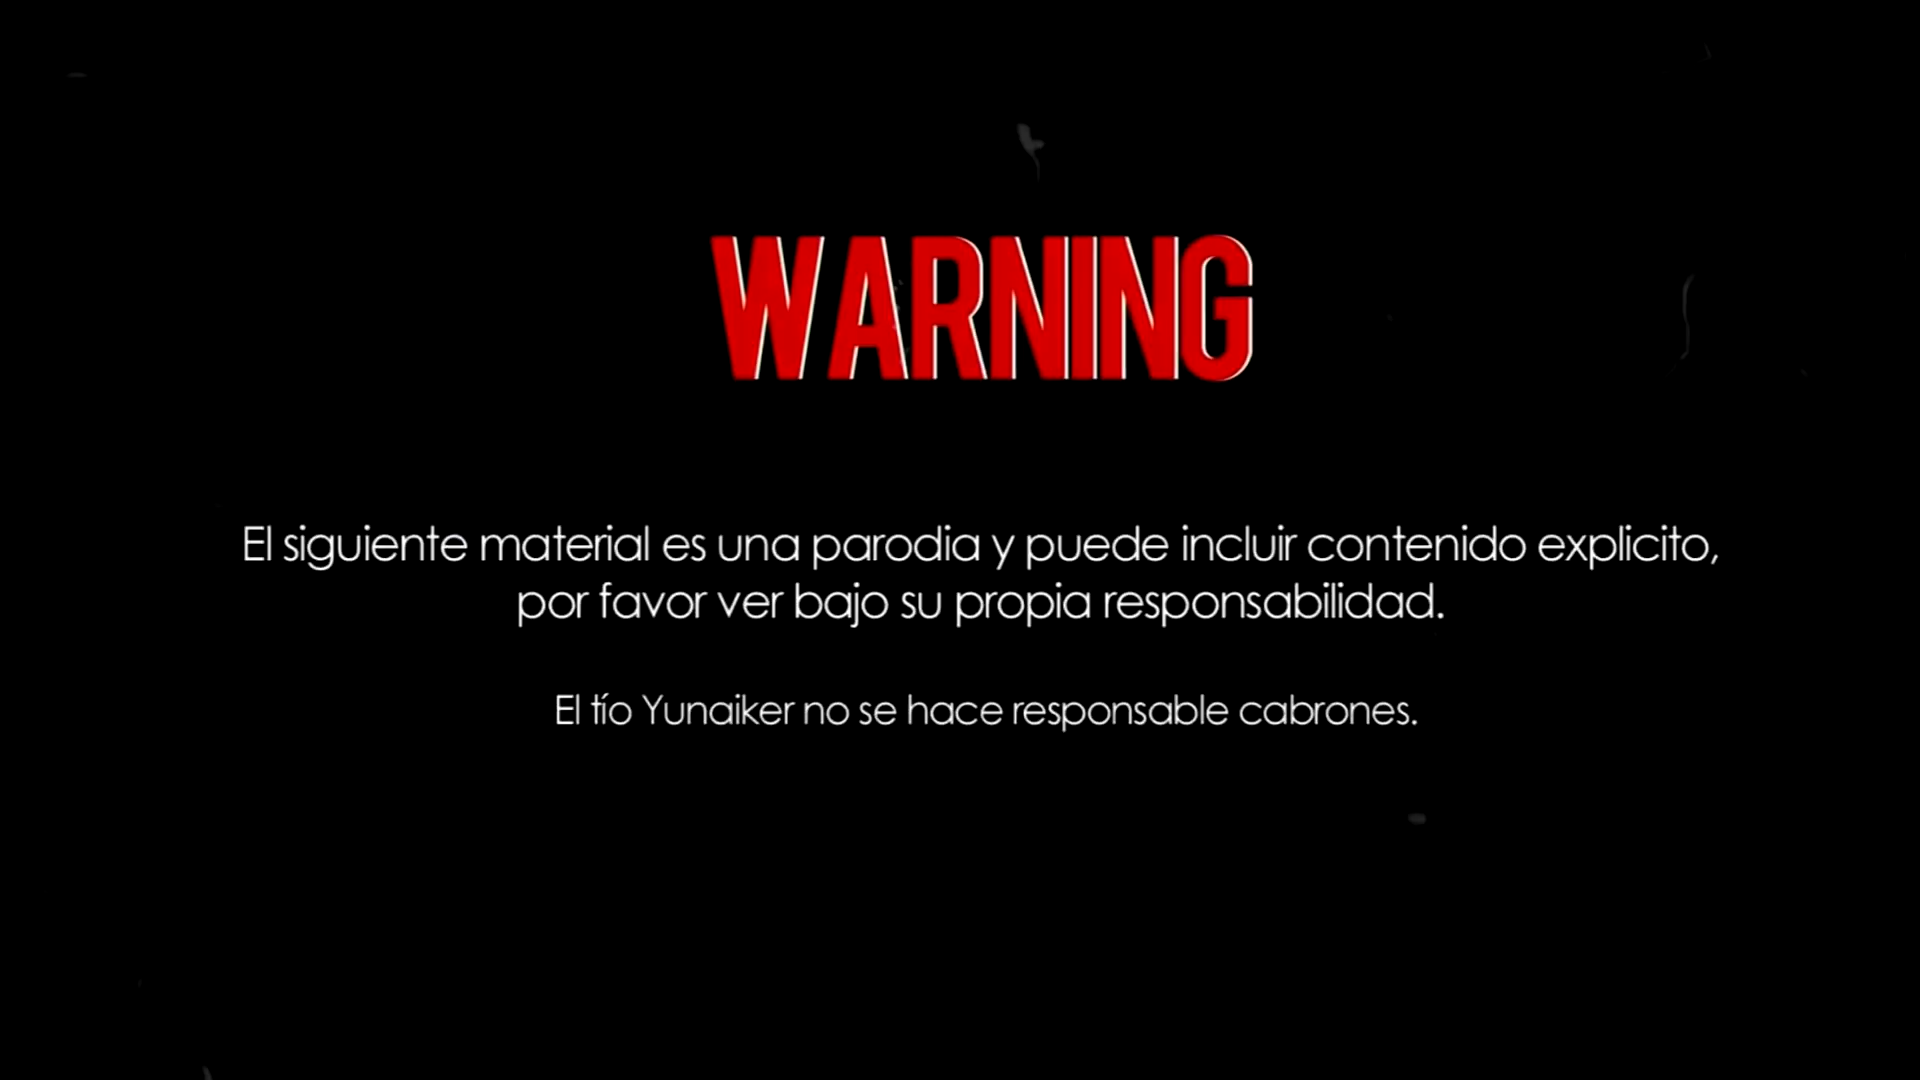 WARNING
El siguiente material es una parodia y puede incluir contenido explicito,
por favor ver bajo su propia responsabilidad.
El tío Yunaiker no se hace responsable cabrones.